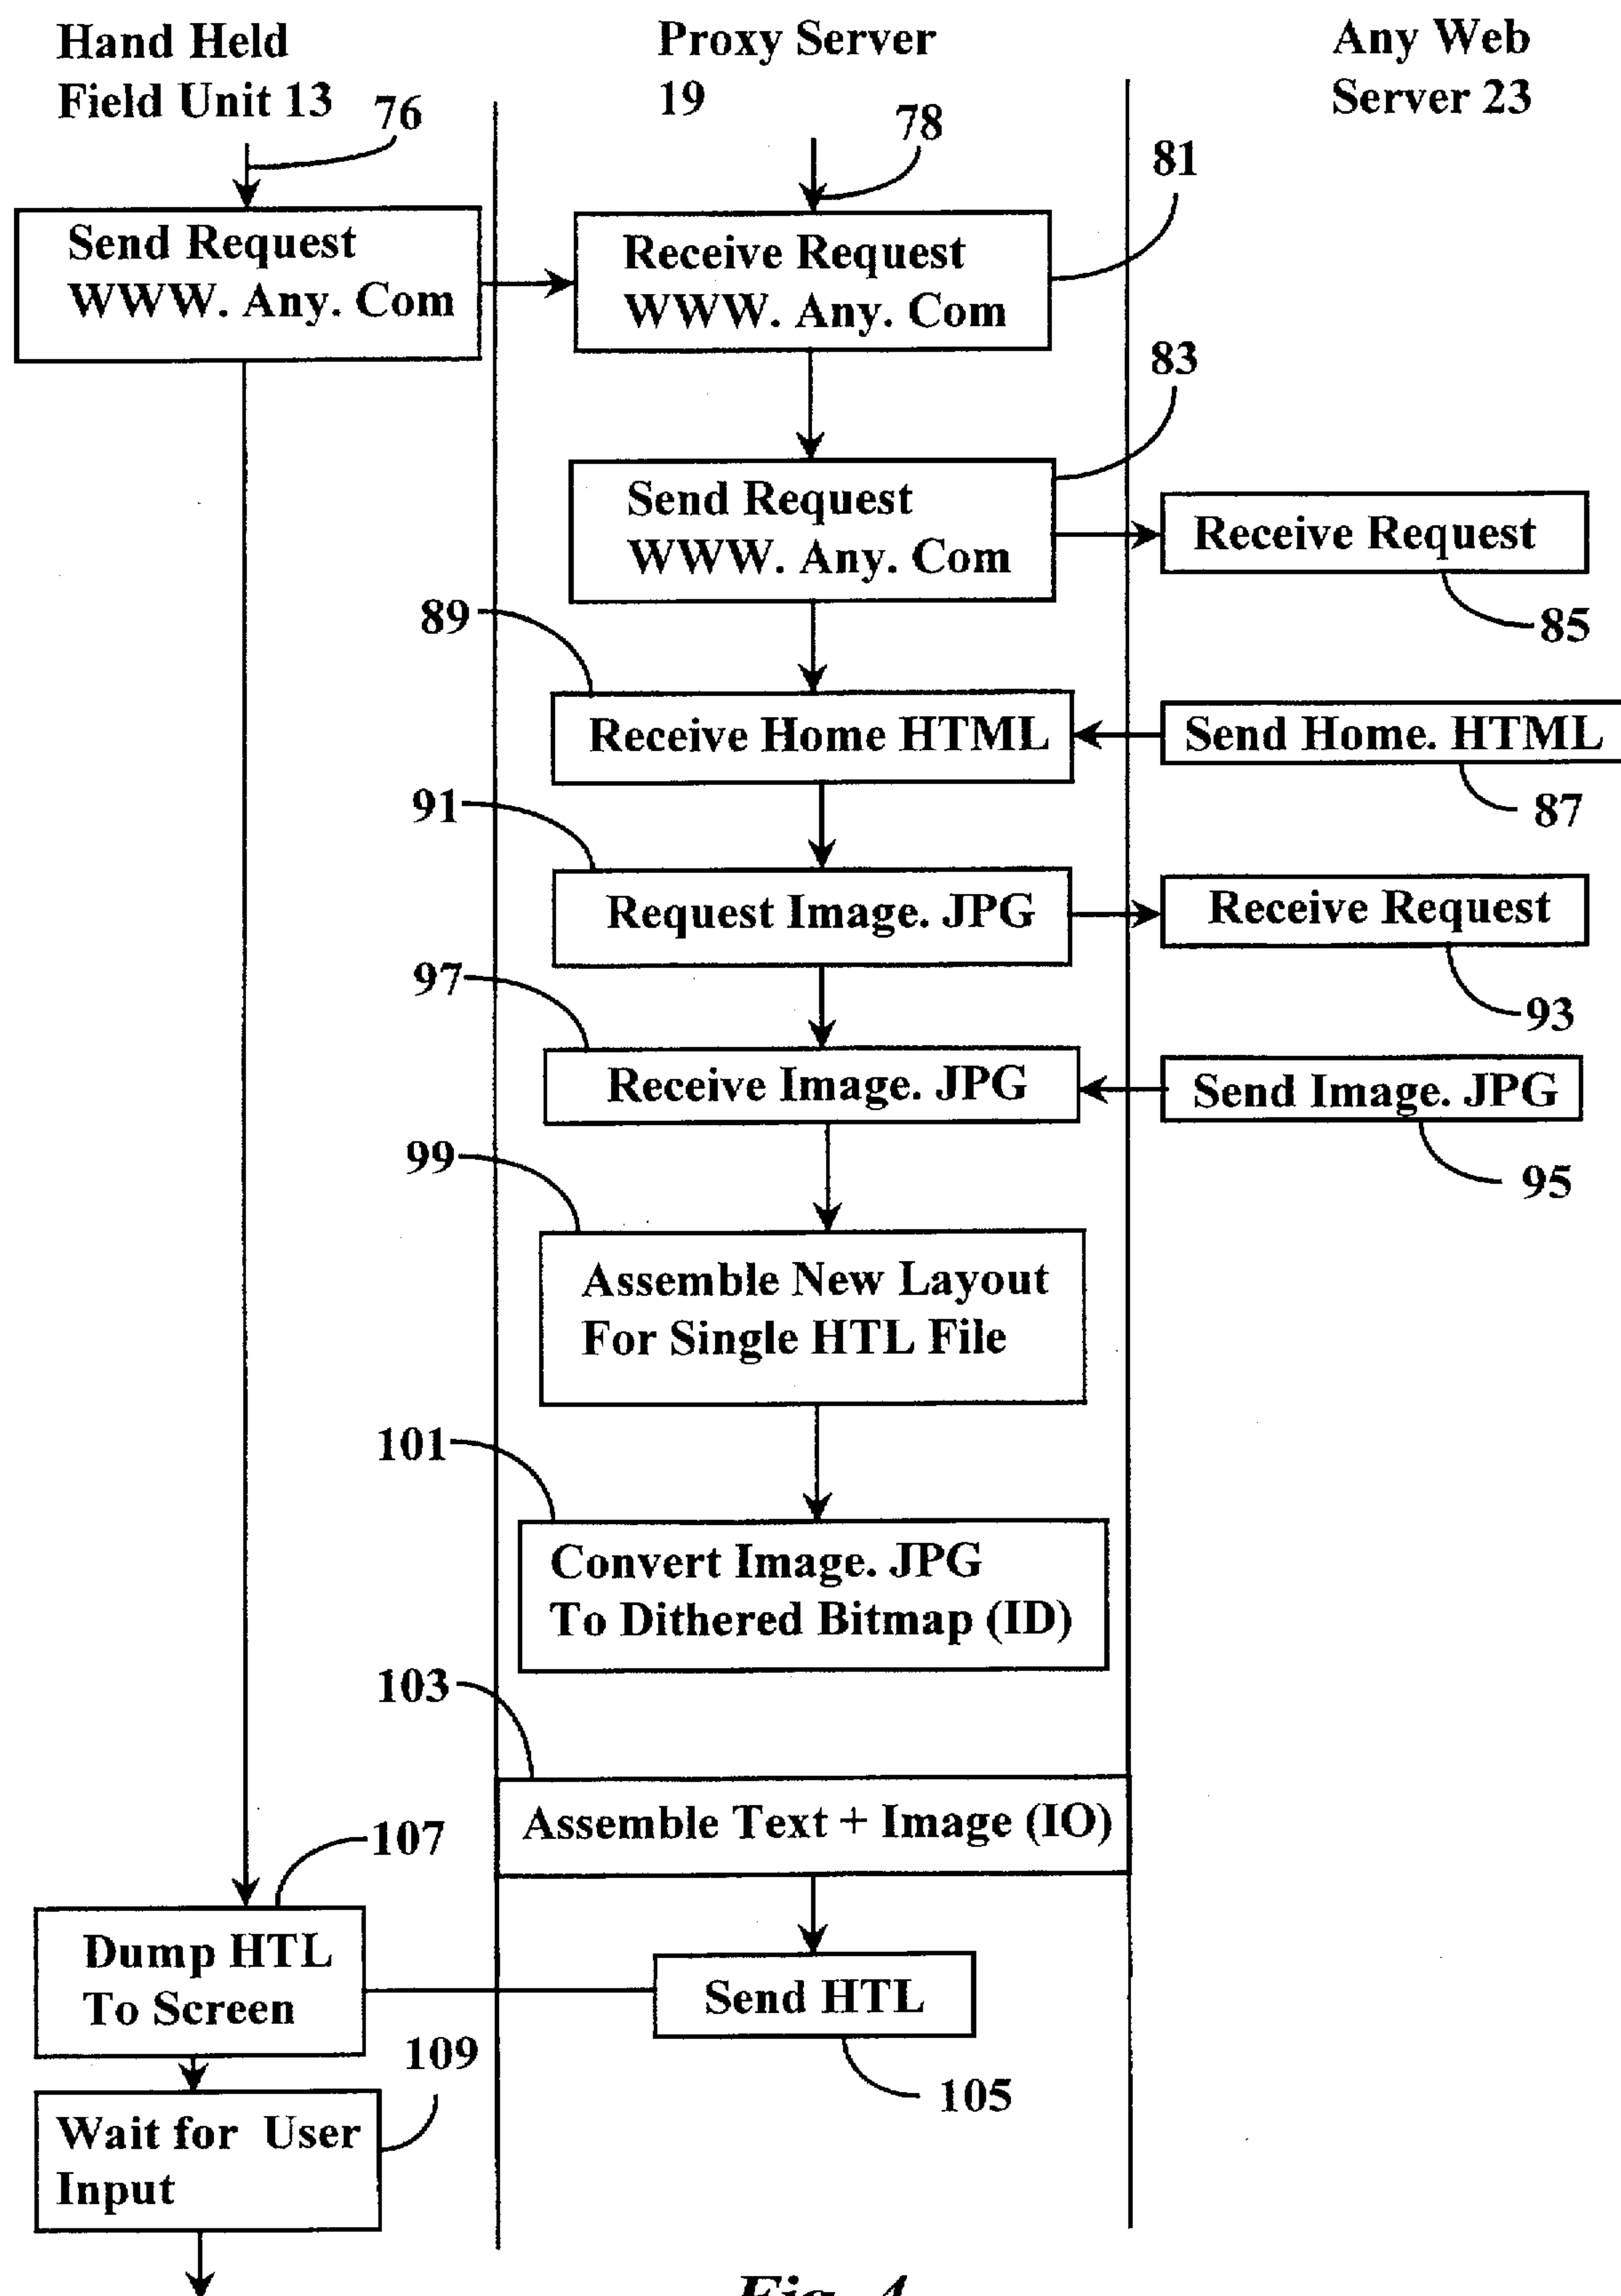 Hand Held
Field Unit 13
76
Proxy Server
19
78
Any Web
Server 23
81
Send Request
WWW. Any. Com
Receive Request
WWW. Any. Com
83
Send Request
WWW. Any. Com
Receive Request
85
89
Receive Home HTML
Send Home. HTML
87
91
Request Image. JPG
Receive Request
93
97
Receive Image. JPG
Send Image. JPG
95
99
Assemble New Layout
For Single HTL File
101
Convert Image. JPG
To Dithered Bitmap (ID)
103
Assemble Text + Image (IO)
107
Dump HTL
To Screen
Send HTL
105
109
Wait for User
Input
Fig. 4